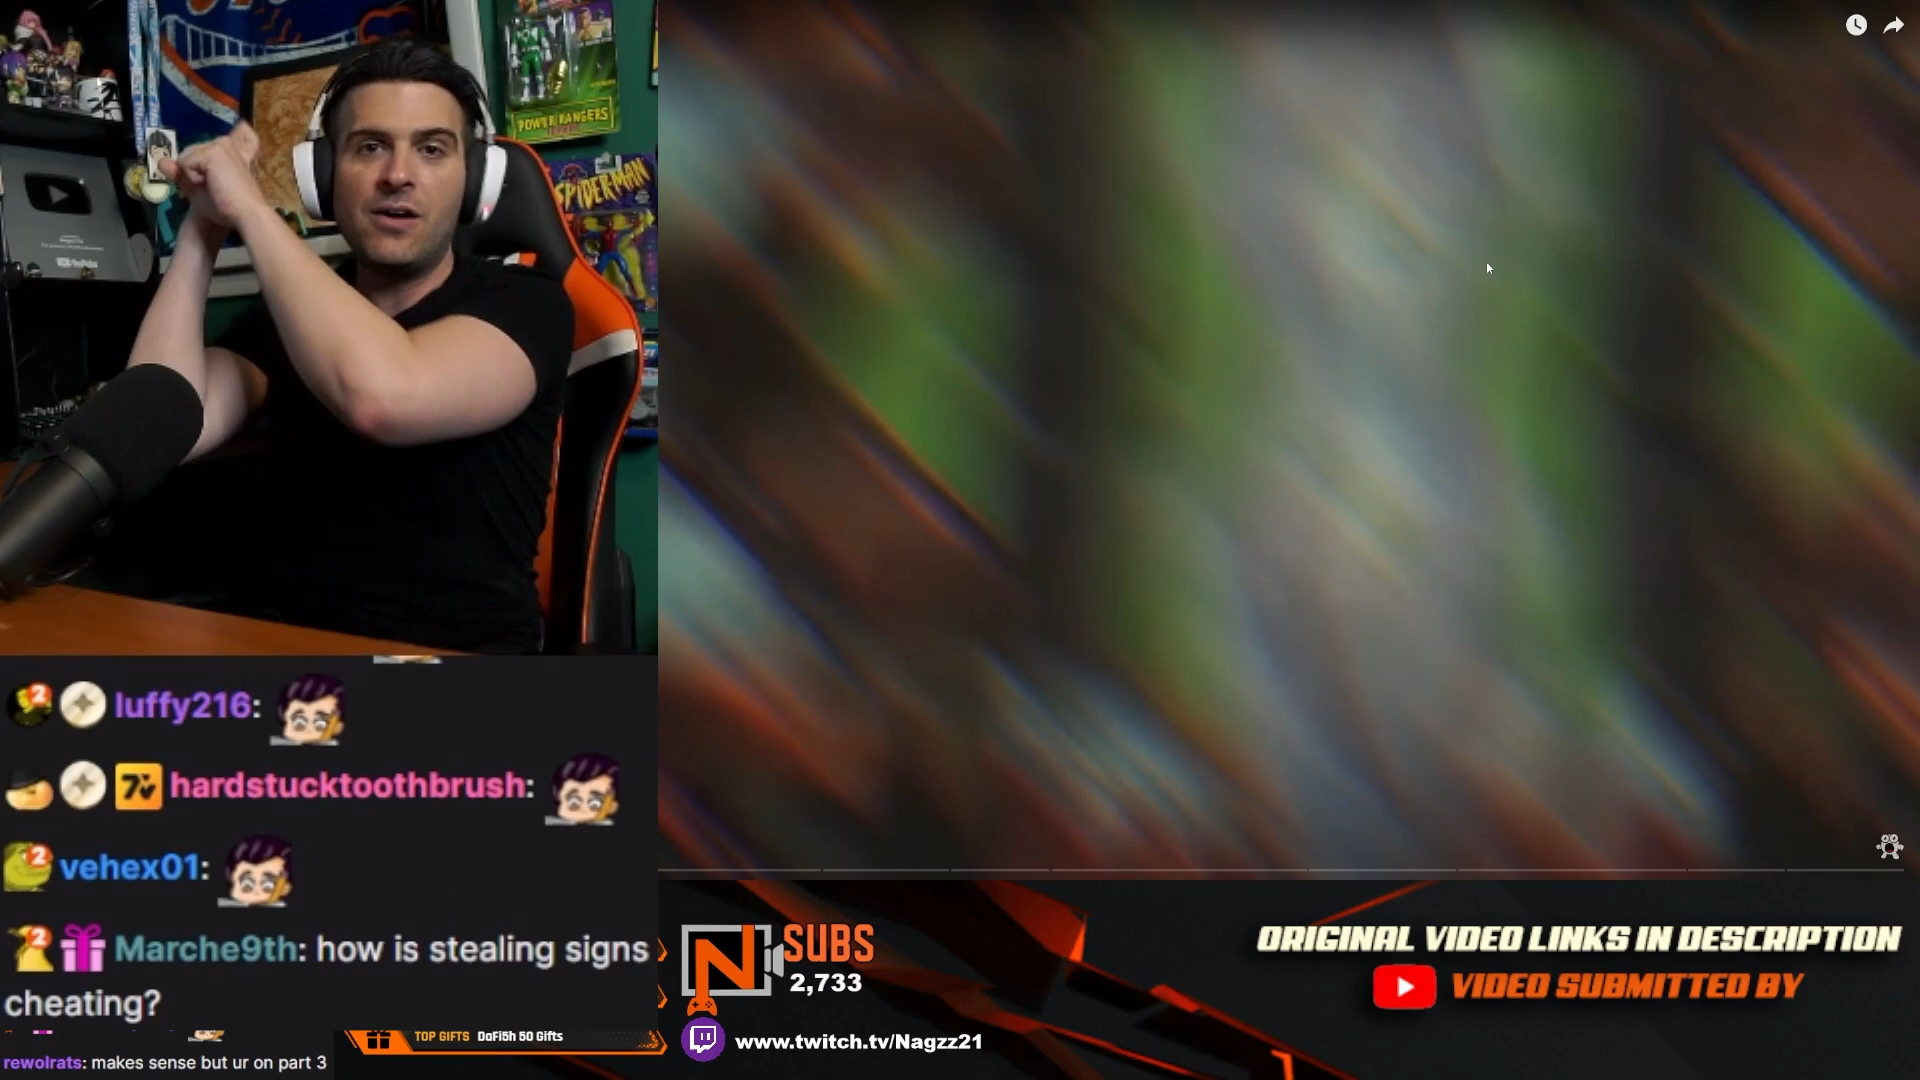 POWER RANGERS
SPIDER-MAN
luffy216:
hardstucktoothbrush:
vehex01:
Marche9th: how is stealing signs
cheating?
rewolrats: makes sense but ur on part 3
TOP GIFTS DaFi5h 50 Gifts
N SUBS
2,733
www.twitch.tv/Nagzz21
ORIGINAL VIDEO LINKS IN DESCRIPTION
VIDEO SUBMITTED BY